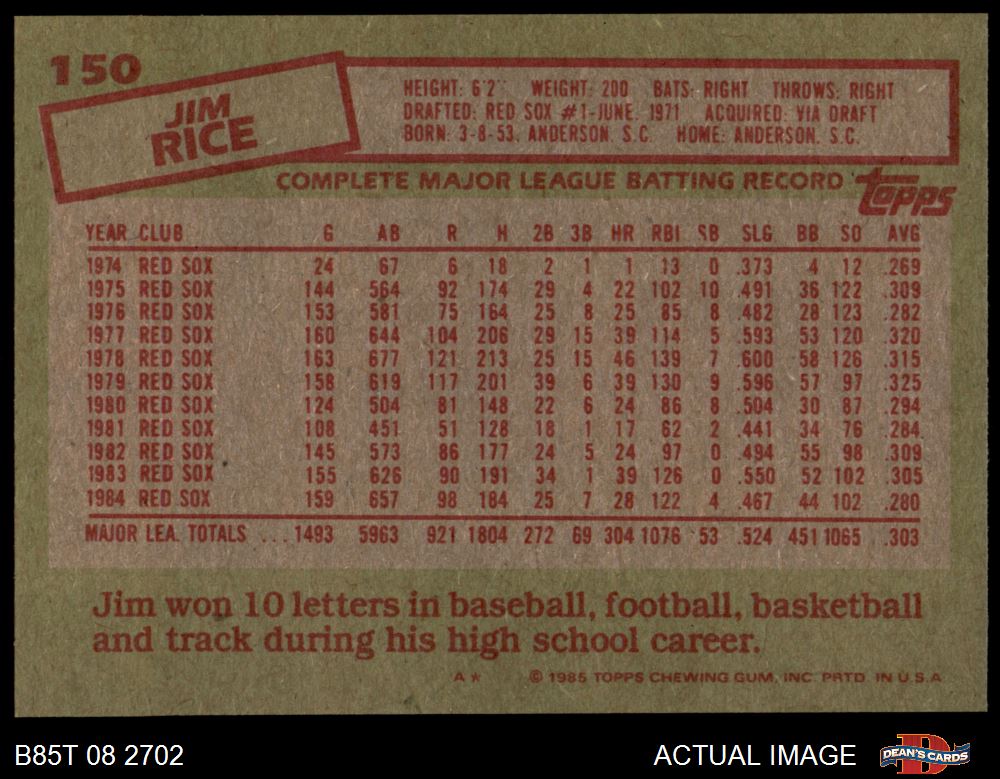 150
JIM
RICE
HEIGHT: 6'2" WEIGHT: 200 BATS: RIGHT THROWS: RIGHT
DRAFTED: RED SOX #1-JUNE, 1971 ACQUIRED: VIA DRAFT
BORN: 3-8-53, ANDERSON, S.C. HOME: ANDERSON, S.C.
COMPLETE MAJOR LEAGUE BATTING RECORD
Topps
YEAR CLUB G AB R H 2B 3B HR RBI SB SLG BB SO AVG
1974 RED SOX 24 67 6 18 2 1 1 13 0 .373 4 12 .269
1975 RED SOX 144 564 92 174 29 4 22 102 10 .491 36 122 .309
1976 RED SOX 153 581 75 164 25 8 25 85 8 .482 28 123 .282
1977 RED SOX 160 644 104 206 29 15 39 114 5 .593 53 120 .320
1978 RED SOX 163 677 121 213 25 15 46 139 7 .600 58 126 .315
1979 RED SOX 158 619 117 201 39 6 39 130 9 .596 57 97 .325
1980 RED SOX 124 504 81 148 22 6 24 86 8 .504 30 87 .294
1981 RED SOX 108 451 51 128 18 1 17 62 2 .441 34 76 .284
1982 RED SOX 145 573 86 177 24 5 24 97 0 .494 55 98 .309
1983 RED SOX 155 626 90 191 34 1 39 126 0 .550 52 102 .305
1984 RED SOX 159 657 98 184 25 7 28 122 4 .467 44 102 .280
MAJOR LEA. TOTALS ... 1493 5963 921 1804 272 69 304 1076 53 .524 451 1065 .303
Jim won 10 letters in baseball, football, basketball
and track during his high school career.
A* © 1985 TOPPS CHEWING GUM, INC. PRTD. IN U.S.A.
B85T 08 2702 ACTUAL IMAGE DEAN'S CARDS